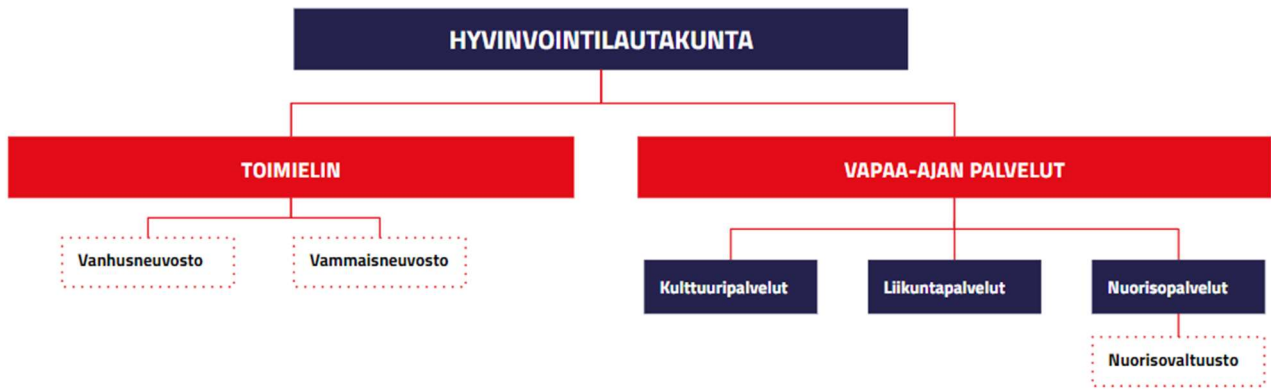 HYVINVOINTILAUTAKUNTA
TOIMIELIN
VAPAA-AJAN PALVELUT
Vanhusneuvosto
Vammaisneuvosto
Kulttuuripalvelut
Liikuntapalvelut
Nuorisopalvelut
Nuorisovaltuusto